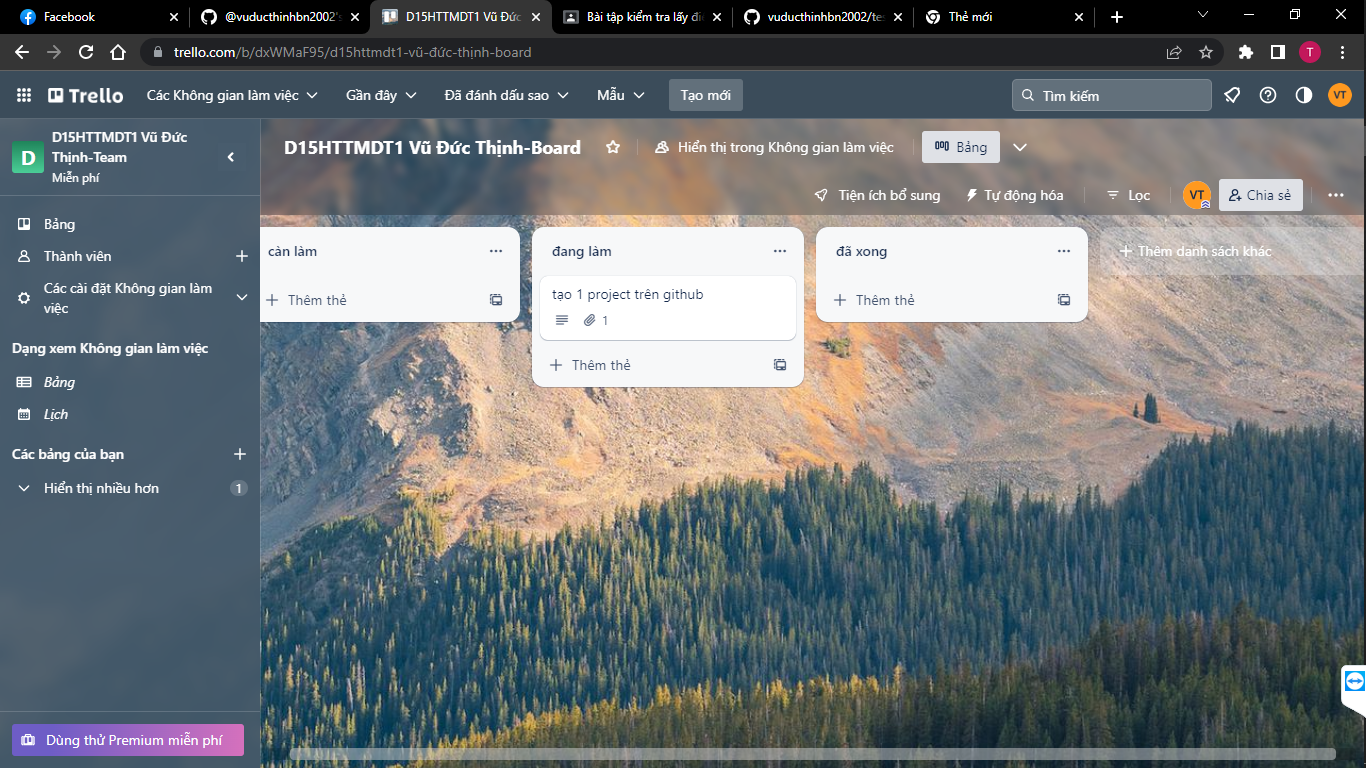 Facebook
@vuducthinhbn2002's
D15HTTMDT1 Vũ Đức
Bài tập kiểm tra lấy đi
vuducthinhbn2002/te
Thẻ mới
trello.com/b/dxWMaF95/d15httmdt1-vũ-đức-thịnh-board
T
Trello
Các Không gian làm việc
Gần đây
Đã đánh dấu sao
Mẫu
Tạo mới
Tìm kiếm
VT
D
D15HTTMDT1 Vũ Đức
Thịnh-Team
Miễn phí
D15HTTMDT1 Vũ Đức Thịnh-Board
Hiển thị trong Không gian làm việc
Bảng
Tiện ích bổ sung
Tự động hóa
Lọc
VT
Chia sẻ
Bảng
Thành viên
Các cài đặt Không gian làm
việc
Dạng xem Không gian làm việc
Bảng
Lịch
Các bảng của bạn
Hiển thị nhiều hơn
1
cần làm
Thêm thẻ
đang làm
tạo 1 project trên github
1
Thêm thẻ
đã xong
Thêm thẻ
Thêm danh sách khác
Dùng thử Premium miễn phí